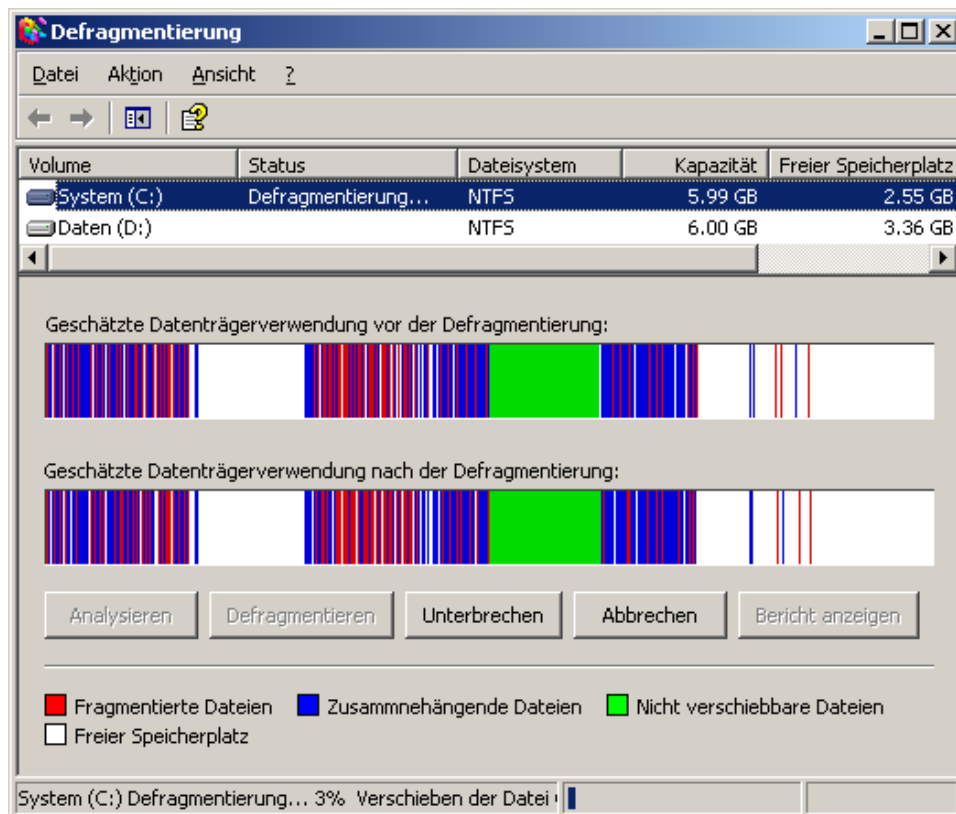 Defragmentierung
Datei Aktion Ansicht ?
Volume Status Dateisystem Kapazität Freier Speicherplatz
System (C:) Defragmentierung... NTFS 5.99 GB 2.55 GB
Daten (D:) NTFS 6.00 GB 3.36 GB
Geschätzte Datenträgerverwendung vor der Defragmentierung:
Geschätzte Datenträgerverwendung nach der Defragmentierung:
Analysieren Defragmentieren Unterbrechen Abbrechen Bericht anzeigen
Fragmentierte Dateien Zusammnehängende Dateien Nicht verschiebbare Dateien
Freier Speicherplatz
System (C:) Defragmentierung... 3% Verschieben der Datei